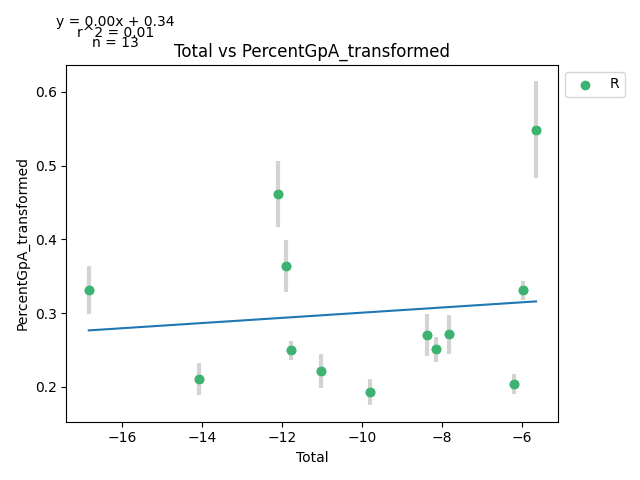 y = 0.00x + 0.34
r^2 = 0.01
n = 13
Total vs PercentGpA_transformed
R
PercentGpA_transformed
0.6
0.5
0.4
0.3
0.2
−16 −14 −12 −10 −8 −6
Total